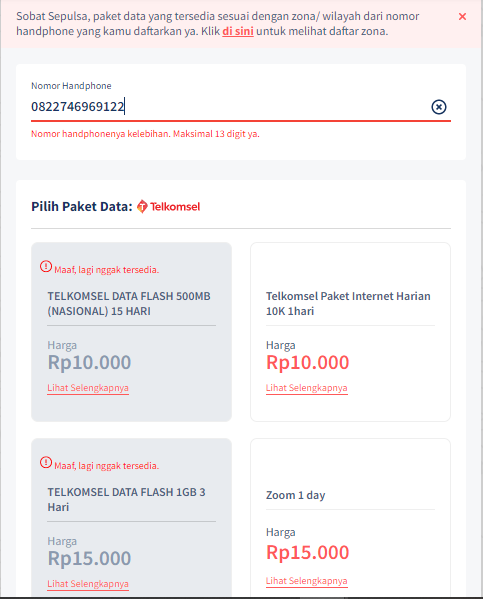 Sobat Sepulsa, paket data yang tersedia sesuai dengan zona/ wilayah dari nomor
handphone yang kamu daftarkan ya. Klik di sini untuk melihat daftar zona.
Nomor Handphone
0822746969122
Nomor handphonenya kelebihan. Maksimal 13 digit ya.
Pilih Paket Data: Telkomsel
Maaf, lagi nggak tersedia.
TELKOMSEL DATA FLASH 500MB
(NASIONAL) 15 HARI
Harga
Rp10.000
Lihat Selengkapnya
Telkomsel Paket Internet Harian
10K 1hari
Harga
Rp10.000
Lihat Selengkapnya
Maaf, lagi nggak tersedia.
TELKOMSEL DATA FLASH 1GB 3
Hari
Harga
Rp15.000
Lihat Selengkapnya
Zoom 1 day
Harga
Rp15.000
Lihat Selengkapnya